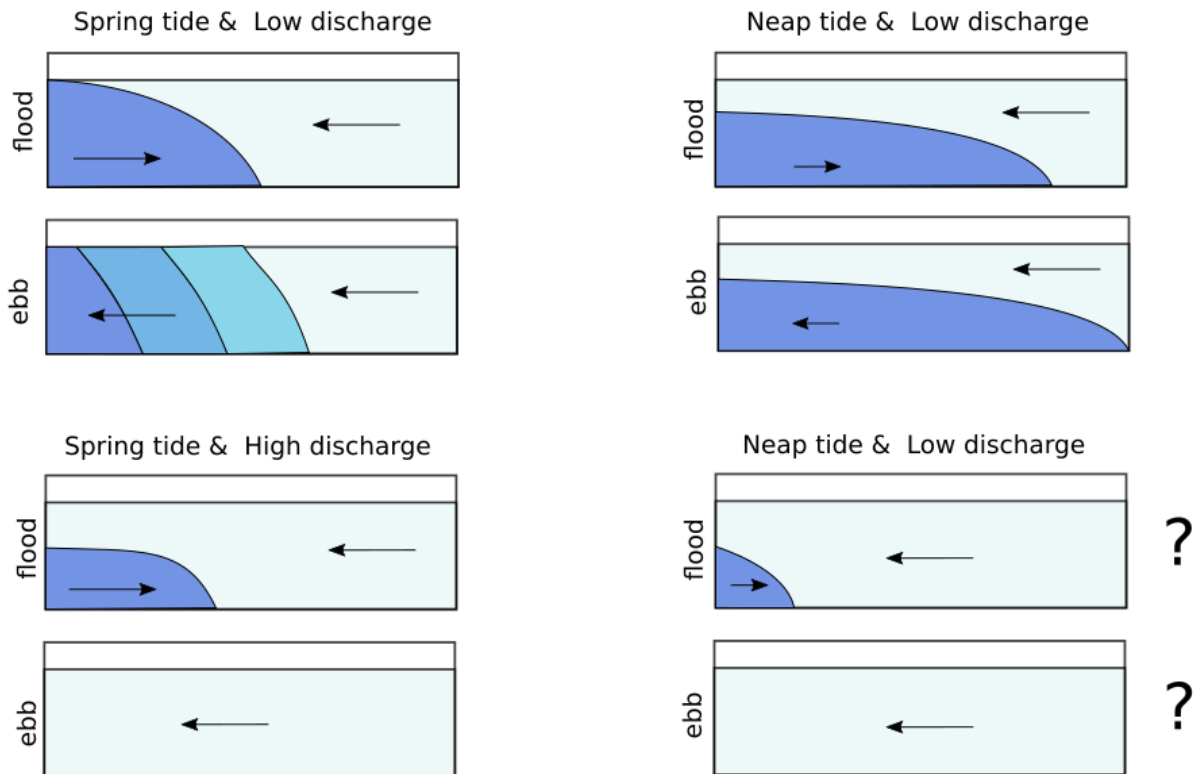 Spring tide & Low discharge
Neap tide & Low discharge
flood
flood
ebb
ebb
Spring tide & High discharge
Neap tide & Low discharge
flood
flood
?
ebb
ebb
?